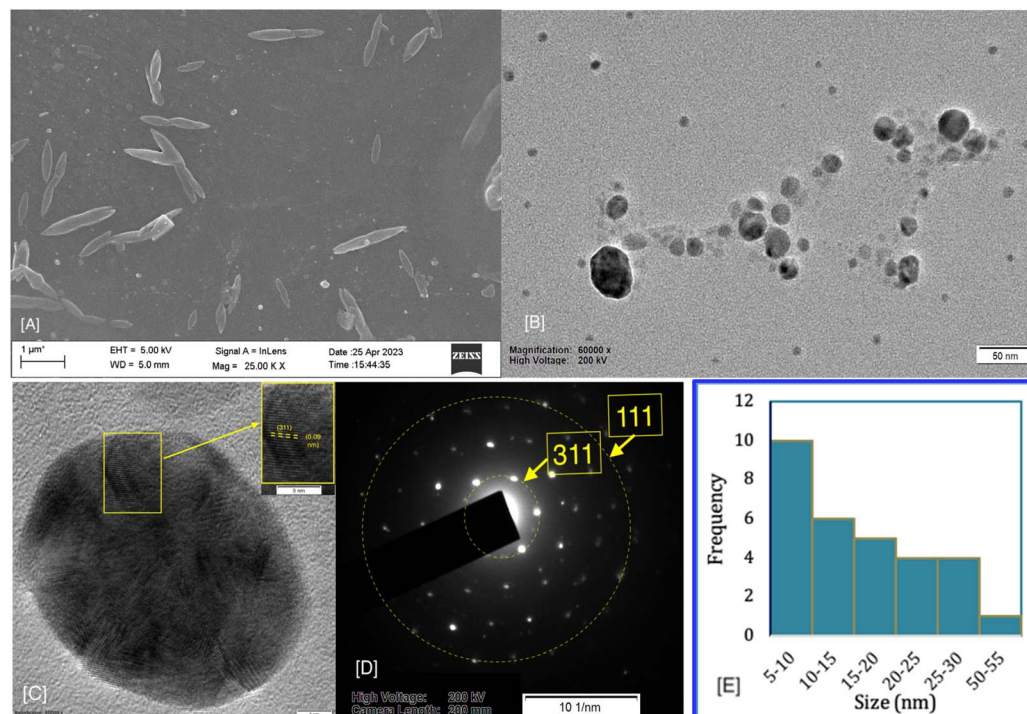 [A]
1 µm*
EHT = 5.00 kV
WD = 5.0 mm
Signal A = InLens
Mag = 25.00 K X
Date :25 Apr 2023
Time :15:44:35
ZEISS
[B]
Magnification: 60000 x
High Voltage: 200 kV
50 nm
(311)
(0.09
nm)
5 nm
[C]
111
311
[D]
High Voltage: 200 kV
Camera Length: 200 mm
10 1/nm
12
10
8
6
4
2
0
Frequency
5-10
10-15
15-20
20-25
25-30
50-55
Size (nm)
[E]